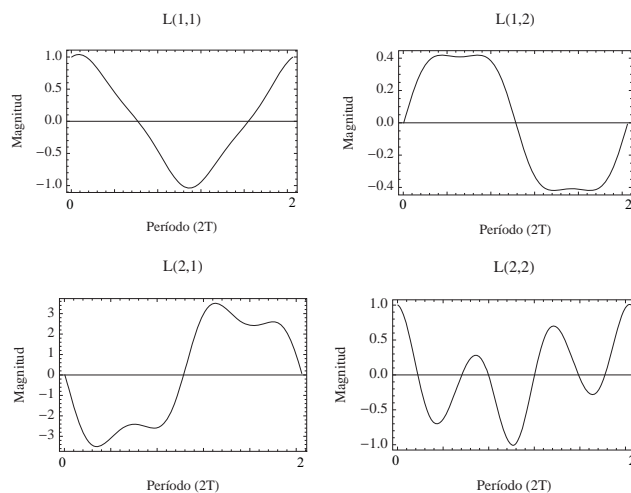 L(1,1)
1.0
0.5
0.0
−0.5
−1.0
Magnitud
0
2
Período (2T)
L(1,2)
0.4
0.2
0.0
−0.2
−0.4
Magnitud
0
2
Período (2T)
L(2,1)
3
2
1
0
−1
−2
−3
Magnitud
0
2
Período (2T)
L(2,2)
1.0
0.5
0.0
−0.5
−1.0
Magnitud
0
2
Período (2T)